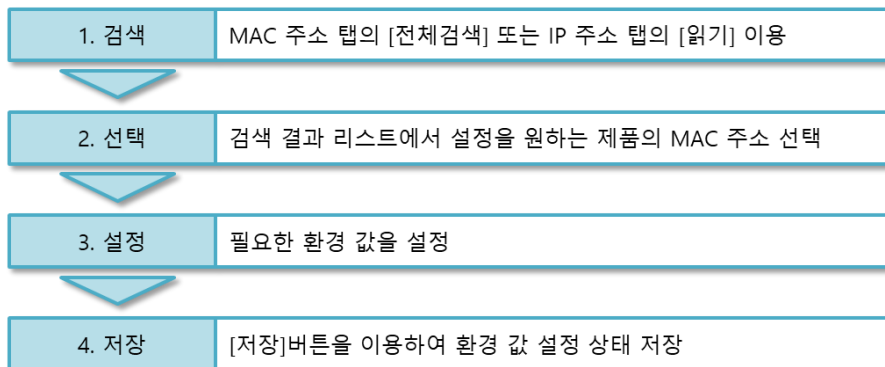 1. 검색 MAC 주소 탭의 [전체검색] 또는 IP 주소 탭의 [읽기] 이용
2. 선택 검색 결과 리스트에서 설정을 원하는 제품의 MAC 주소 선택
3. 설정 필요한 환경 값을 설정
4. 저장 [저장]버튼을 이용하여 환경 값 설정 상태 저장